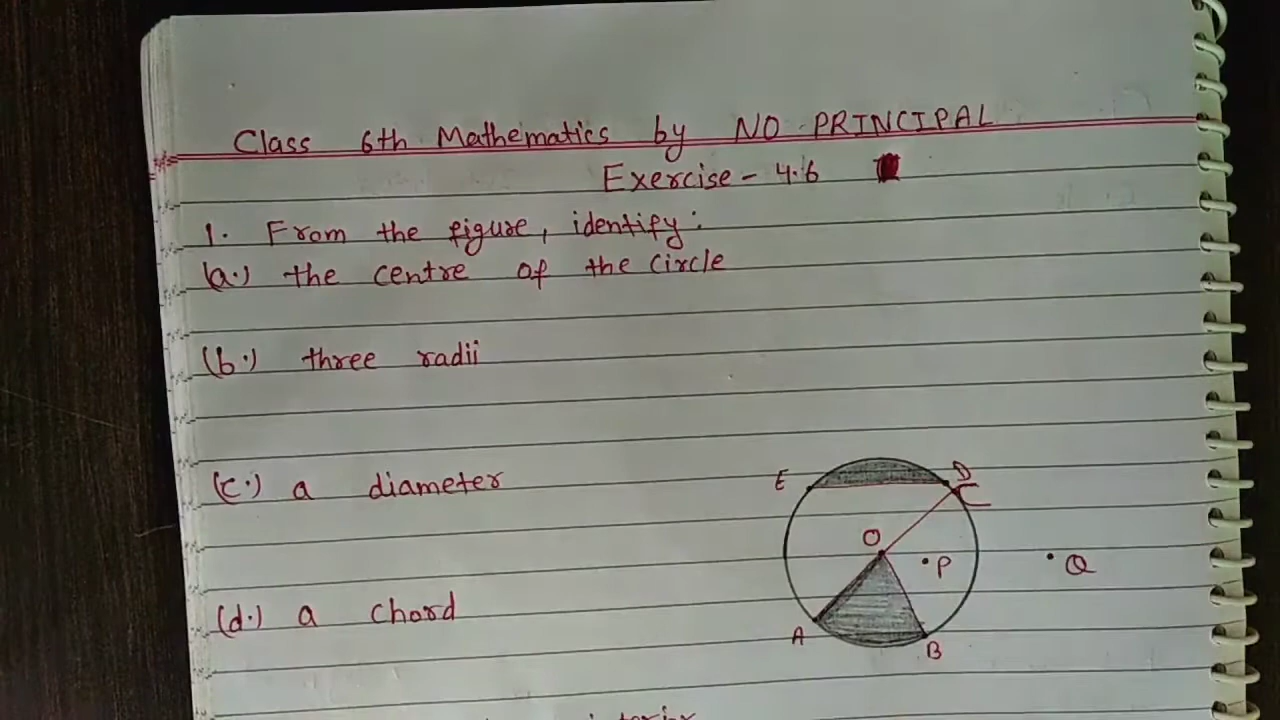 Class 6th Mathematics by NO PRINCIPAL
Exercise - 4.6
1. From the figure, identify:
(a.) the centre of the circle
(b.) three radii
(c.) a diameter
(d.) a chord
E
D
C
O
P
Q
A
B